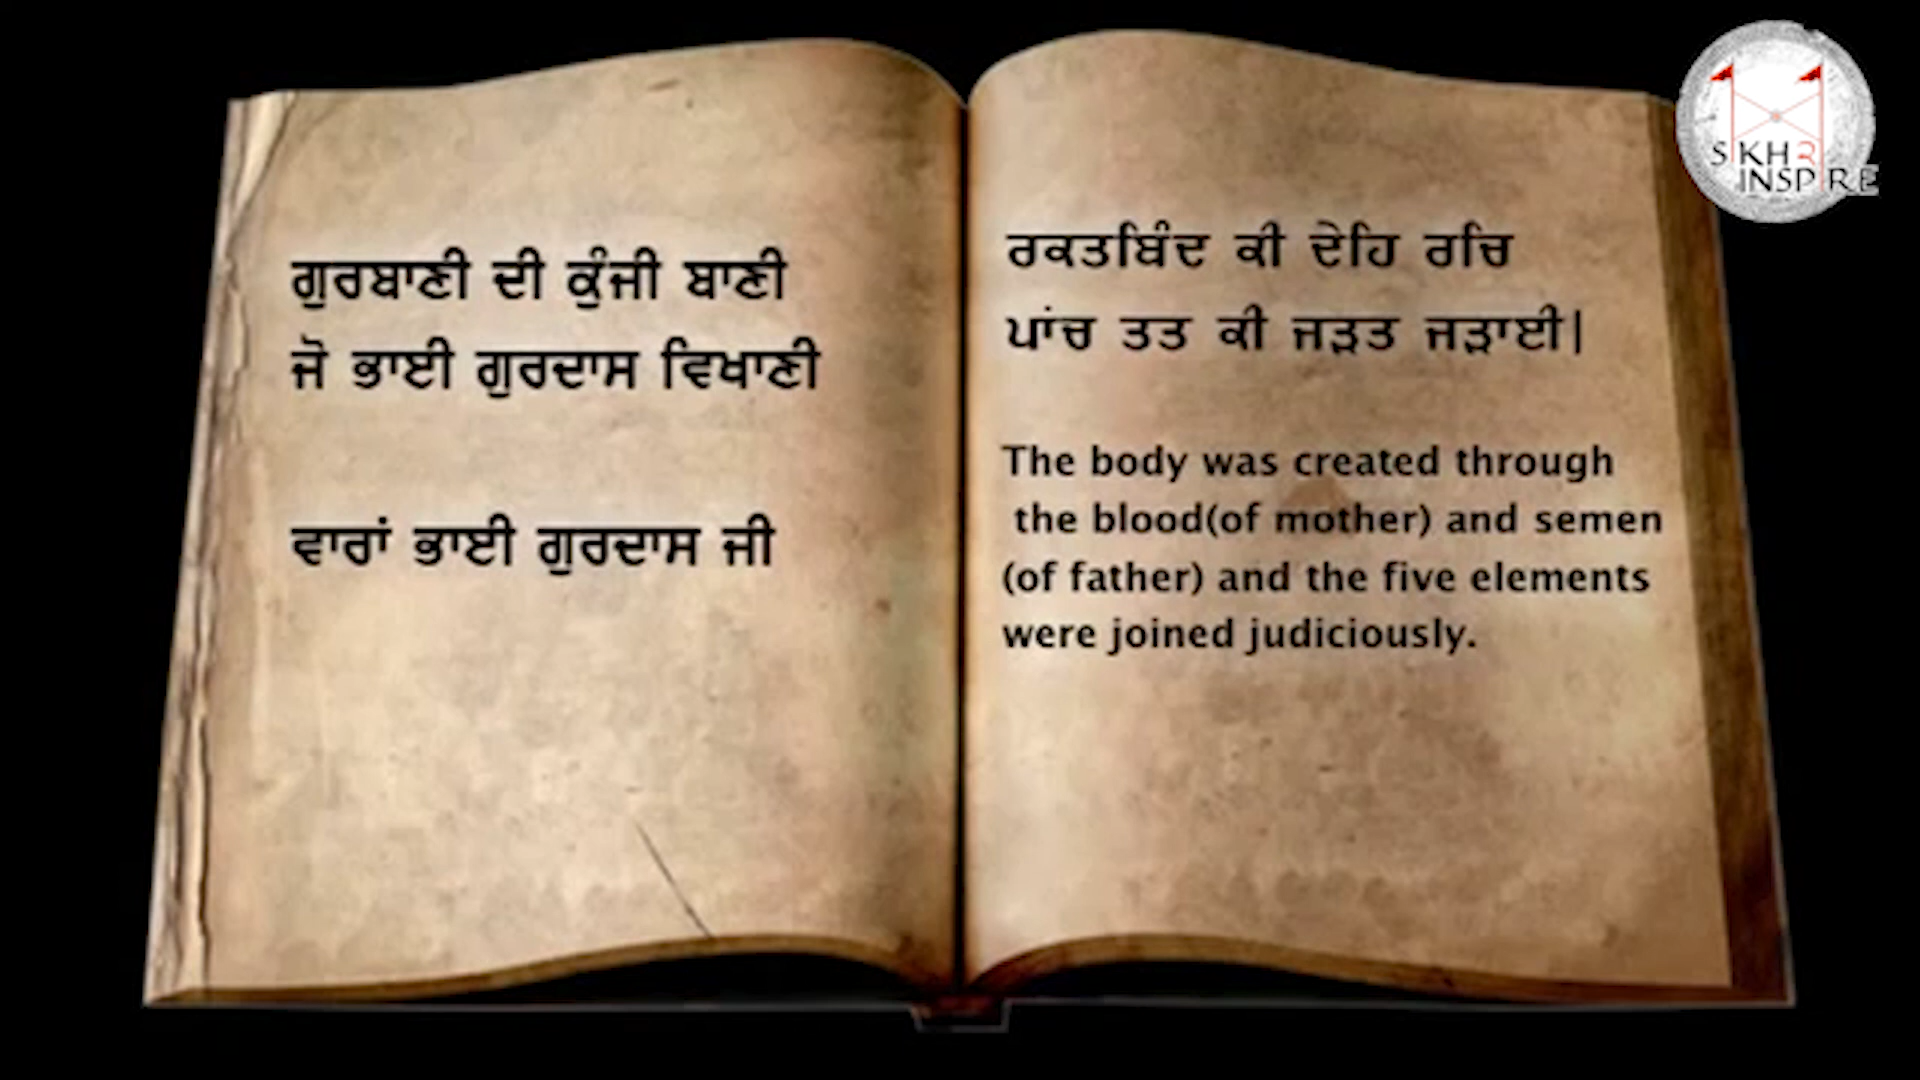 ਗੁਰਬਾਣੀ ਦੀ ਕੁੰਜੀ ਬਾਣੀ
ਜੋ ਭਾਈ ਗੁਰਦਾਸ ਵਿਖਾਣੀ
ਵਾਰਾਂ ਭਾਈ ਗੁਰਦਾਸ ਜੀ
ਰਕਤਬਿੰਦ ਕੀ ਦੇਹਿ ਰਚਿ
ਪਾਂਚ ਤਤ ਕੀ ਜੜਤ ਜੜਾਈ|
The body was created through
the blood(of mother) and semen
(of father) and the five elements
were joined judiciously.
SIKHRI
INSPIRE